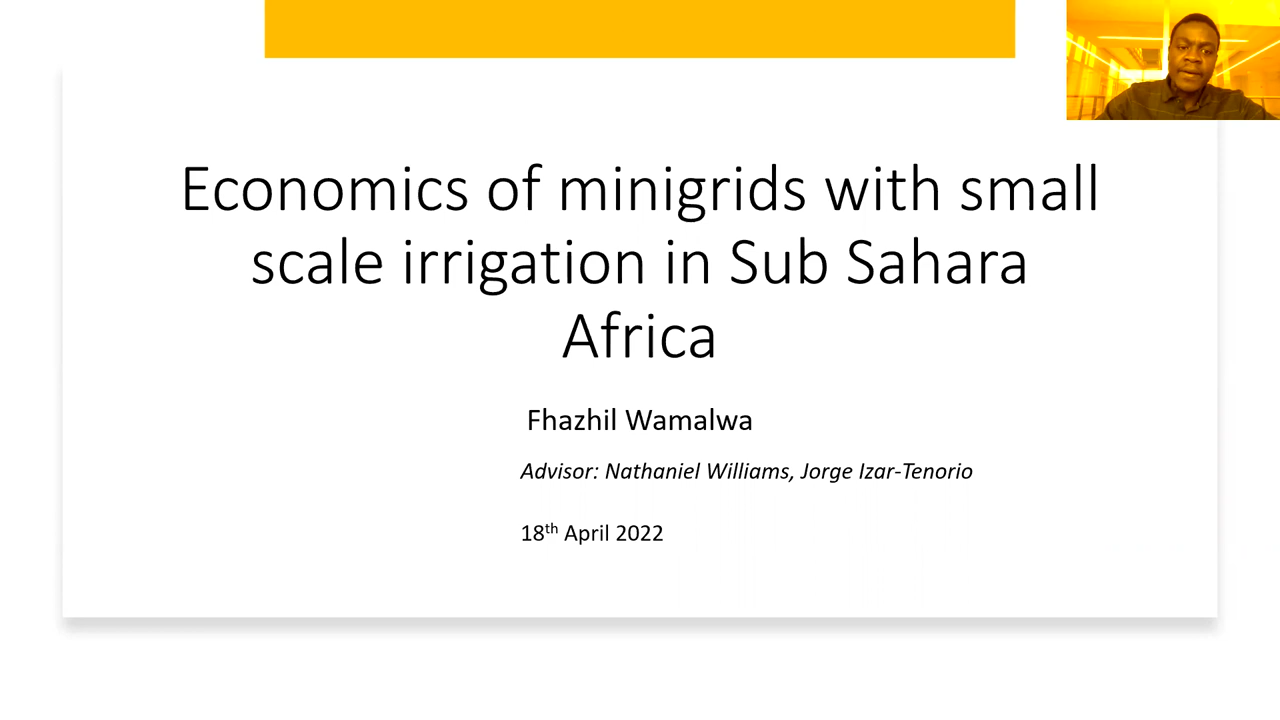 Economics of minigrids with small
scale irrigation in Sub Sahara
Africa
Fhazhil Wamalwa
Advisor: Nathaniel Williams, Jorge Izar-Tenorio
18th April 2022